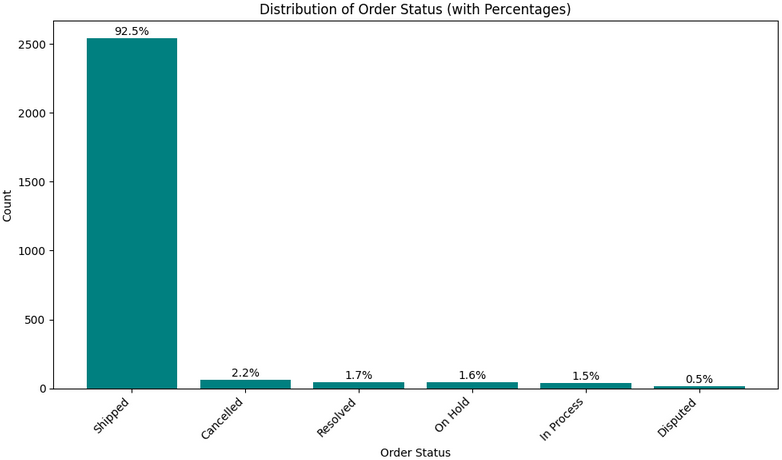 Distribution of Order Status (with Percentages)
92.5%
2.2%
1.7%
1.6%
1.5%
0.5%
2500
2000
1500
1000
500
0
Count
Shipped
Cancelled
Resolved
On Hold
In Process
Disputed
Order Status